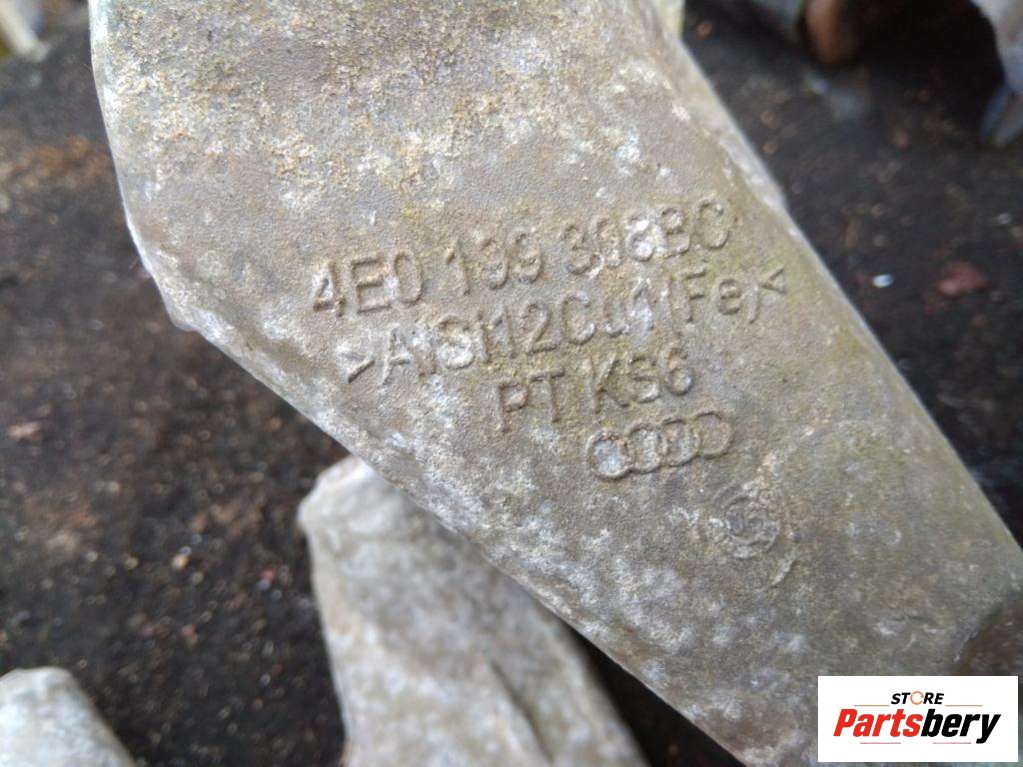 4E0 199 308BC
>AlSi12Cu1(Fe)<
PT KS6
STORE
Partsbery